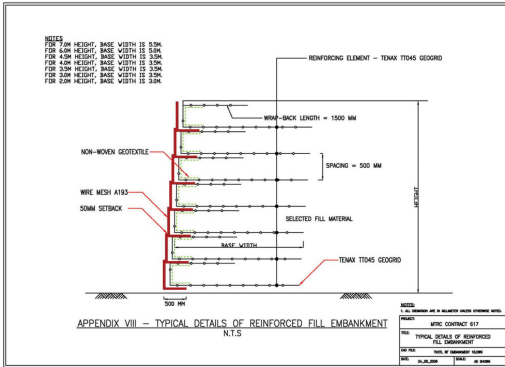 NOTES
FOR 7.0M HEIGHT, BASE WIDTH IS 5.5M.
FOR 6.0M HEIGHT, BASE WIDTH IS 5.0M.
FOR 4.5M HEIGHT, BASE WIDTH IS 3.5M.
FOR 4.0M HEIGHT, BASE WIDTH IS 3.5M.
FOR 3.5M HEIGHT, BASE WIDTH IS 3.5M.
FOR 3.0M HEIGHT, BASE WIDTH IS 3.5M.
FOR 2.0M HEIGHT, BASE WIDTH IS 3.0M.
REINFORCING ELEMENT - TENAX TT045 GEOGRID
WRAP-BACK LENGTH = 1500 MM
NON-WOVEN GEOTEXTILE
SPACING = 500 MM
WIRE MESH A193
50MM SETBACK
HEIGHT
SELECTED FILL MATERIAL
BASE WIDTH
TENAX TT045 GEOGRID
500 MM
APPENDIX VIII - TYPICAL DETAILS OF REINFORCED FILL EMBANKMENT
N.T.S
NOTES:
1. ALL DIMENSION ARE IN MILLIMETER UNLESS OTHERWISE NOTED.
PROJECT:
MTRC CONTRACT 617
TITLE:
TYPICAL DETAILS OF REINFORCED
FILL EMBANKMENT
DATE:
SCALE:
AS SHOWN